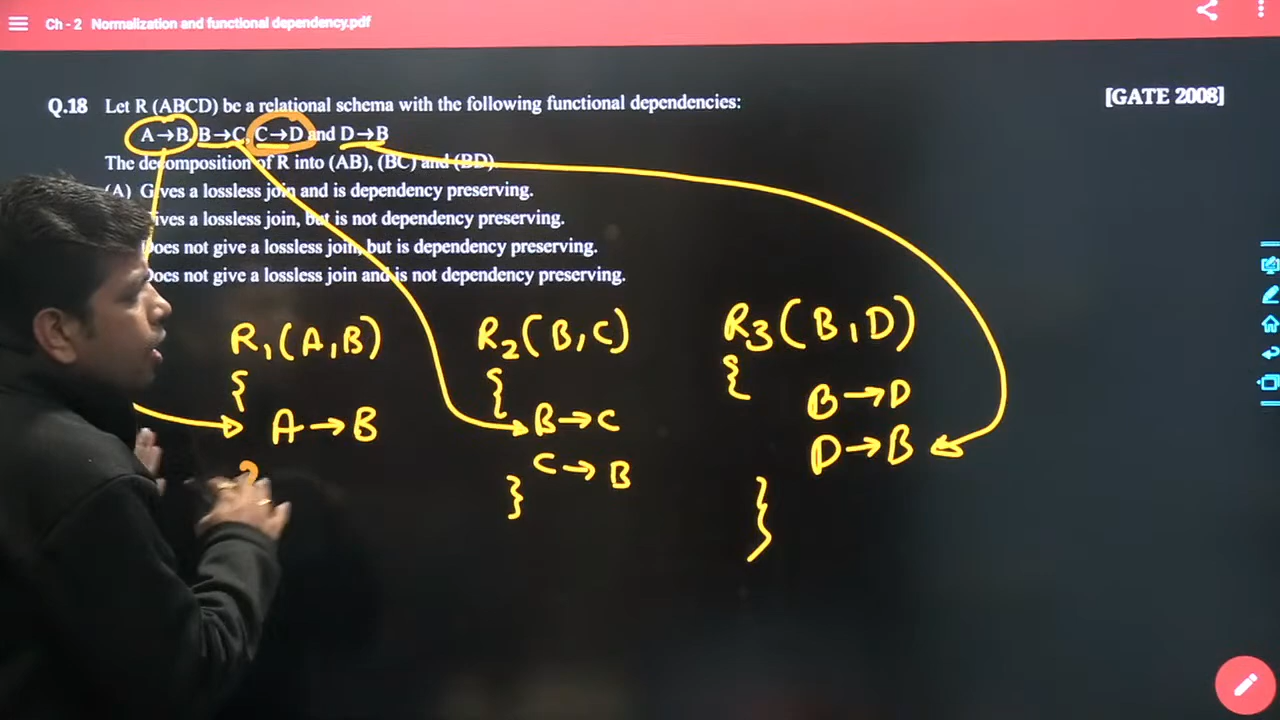 Ch - 2 Normalization and functional dependency.pdf
Q.18 Let R (ABCD) be a relational schema with the following functional dependencies: [GATE 2008]
A→B, B→C, C→D and D→B
The decomposition of R into (AB), (BC) and (BD).
(A) Gives a lossless join and is dependency preserving.
Gives a lossless join, but is not dependency preserving.
Does not give a lossless join, but is dependency preserving.
Does not give a lossless join and is not dependency preserving.
R1(A,B) R2(B,C) R3(B,D)
{ { {
A→B B→C B→D
C→B D→B
} }